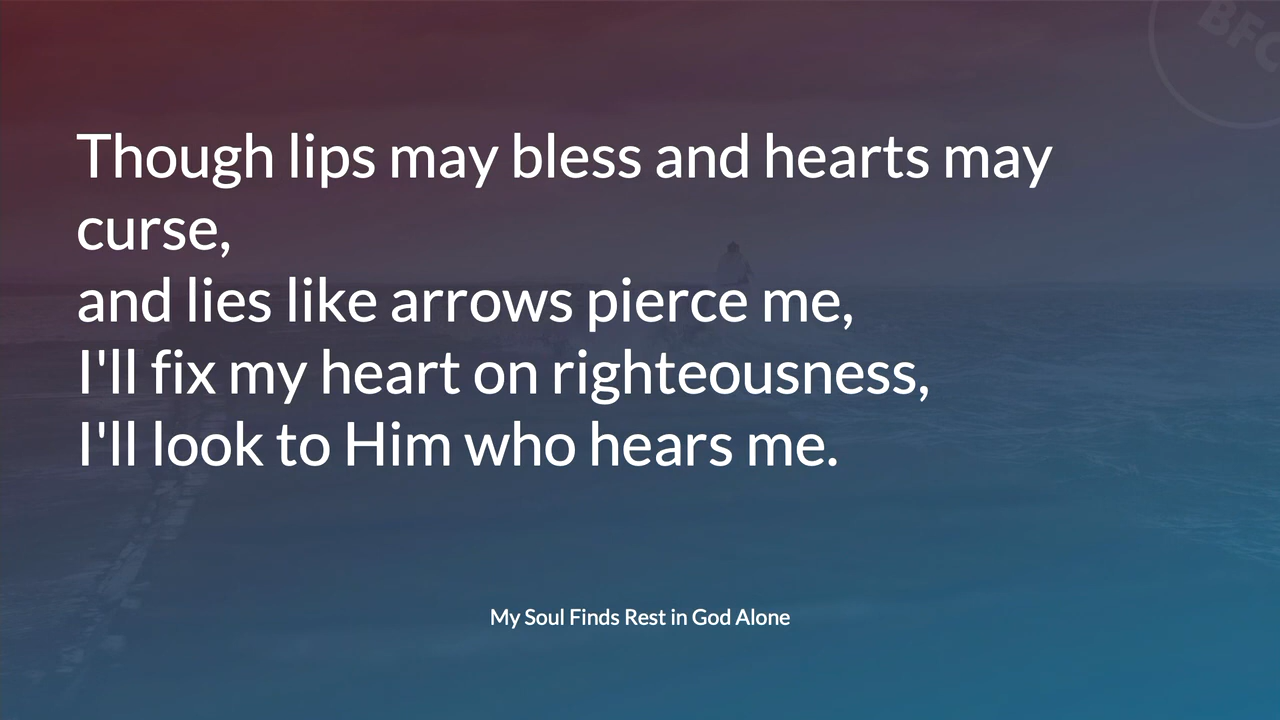 BFC
Though lips may bless and hearts may
curse,
and lies like arrows pierce me,
I'll fix my heart on righteousness,
I'll look to Him who hears me.
My Soul Finds Rest in God Alone